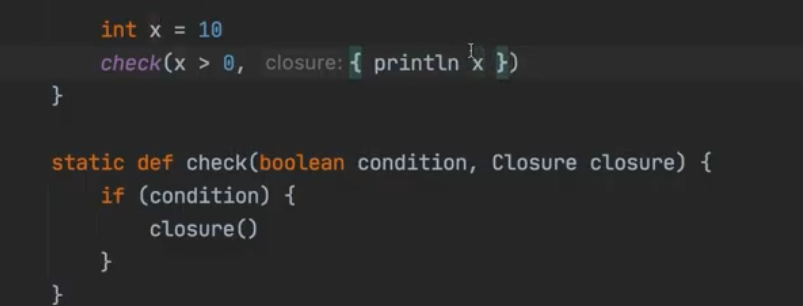 int x = 10
check(x > 0, closure: { println x })
}
static def check(boolean condition, Closure closure) {
if (condition) {
closure()
}
}